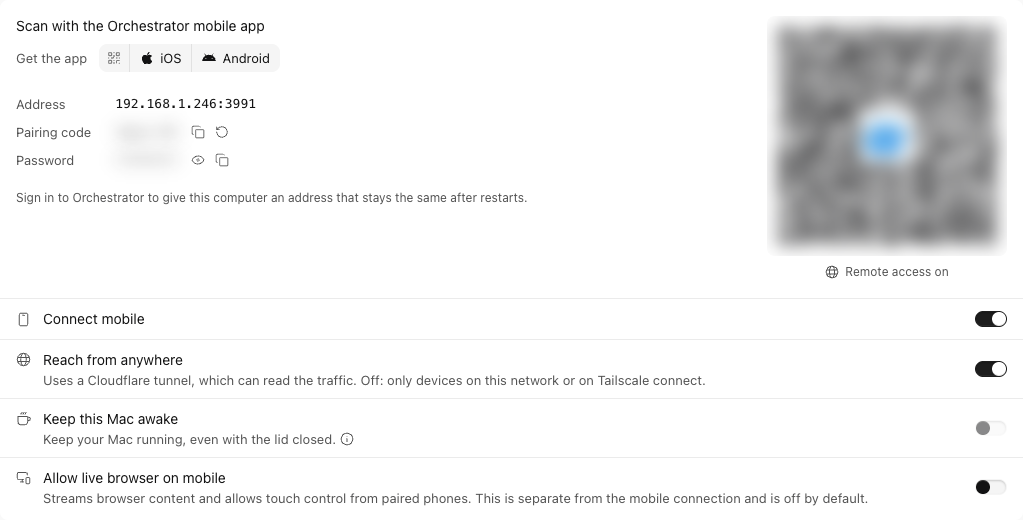 Scan with the Orchestrator mobile app
Get the app iOS Android
Address 192.168.1.246:3991
Pairing code
Password
Sign in to Orchestrator to give this computer an address that stays the same after restarts.
Remote access on
Connect mobile
Reach from anywhere
Uses a Cloudflare tunnel, which can read the traffic. Off: only devices on this network or on Tailscale connect.
Keep this Mac awake
Keep your Mac running, even with the lid closed.
Allow live browser on mobile
Streams browser content and allows touch control from paired phones. This is separate from the mobile connection and is off by default.